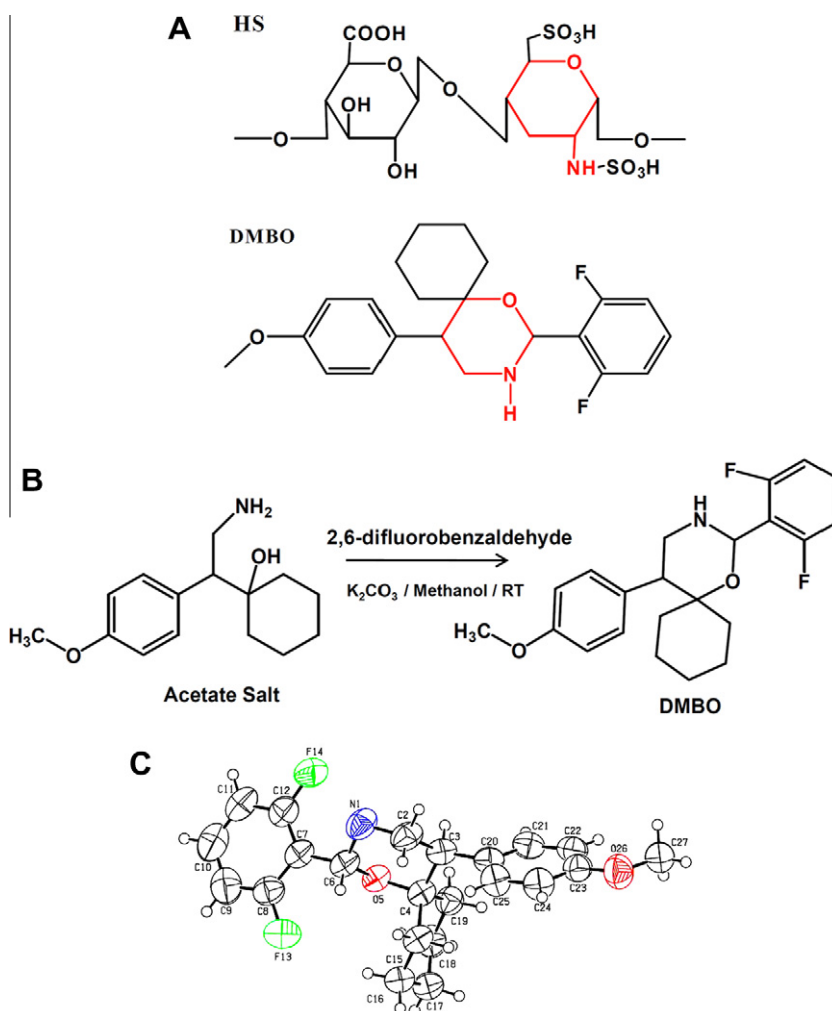 A HS
COOH
SO₃H
O
O
O
OH
O
O
OH
NH–SO₃H
DMBO
F
O
O
N
H
F
B
NH₂
OH
H₃C
O
Acetate Salt
2,6-difluorobenzaldehyde
K₂CO₃ / Methanol / RT
F
H
N
F
O
H₃C
O
DMBO
C
F14
C11
C12
N1
C2
C3
C20
C21
C22
O26
C27
C10
C7
C6
O5
C4
C25
C24
C23
C9
C8
C19
F13
C15
C18
C16
C17